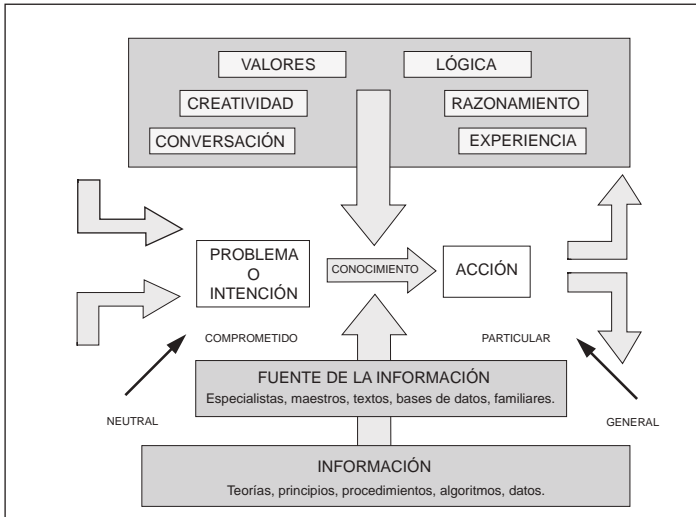 VALORES
LÓGICA
CREATIVIDAD
RAZONAMIENTO
CONVERSACIÓN
EXPERIENCIA
PROBLEMA
O
INTENCIÓN
CONOCIMIENTO
ACCIÓN
COMPROMETIDO
PARTICULAR
FUENTE DE LA INFORMACIÓN
Especialistas, maestros, textos, bases de datos, familiares.
NEUTRAL
GENERAL
INFORMACIÓN
Teorías, principios, procedimientos, algoritmos, datos.